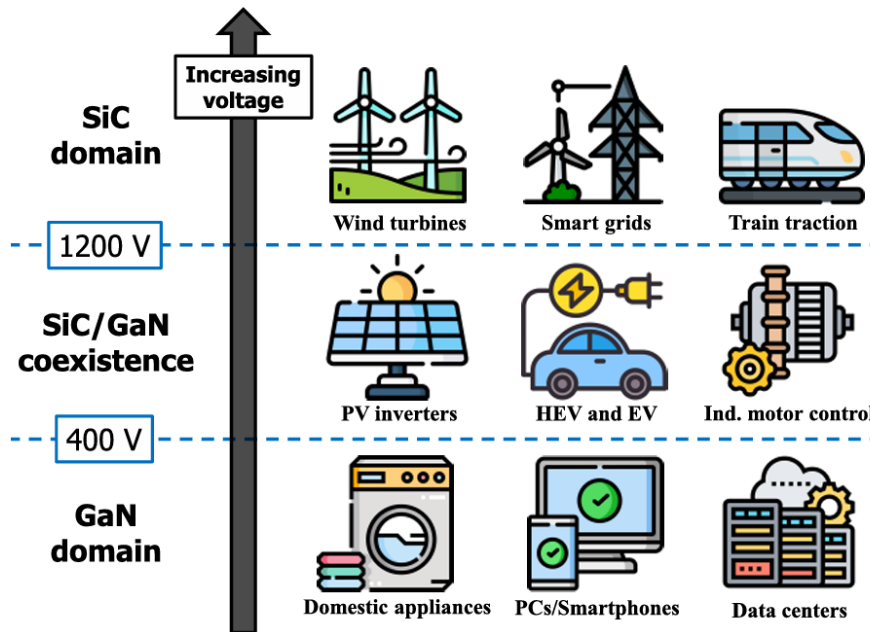 Increasing
voltage
SiC
domain
Wind turbines
Smart grids
Train traction
1200 V
SiC/GaN
coexistence
PV inverters
HEV and EV
Ind. motor control
400 V
GaN
domain
Domestic appliances
PCs/Smartphones
Data centers